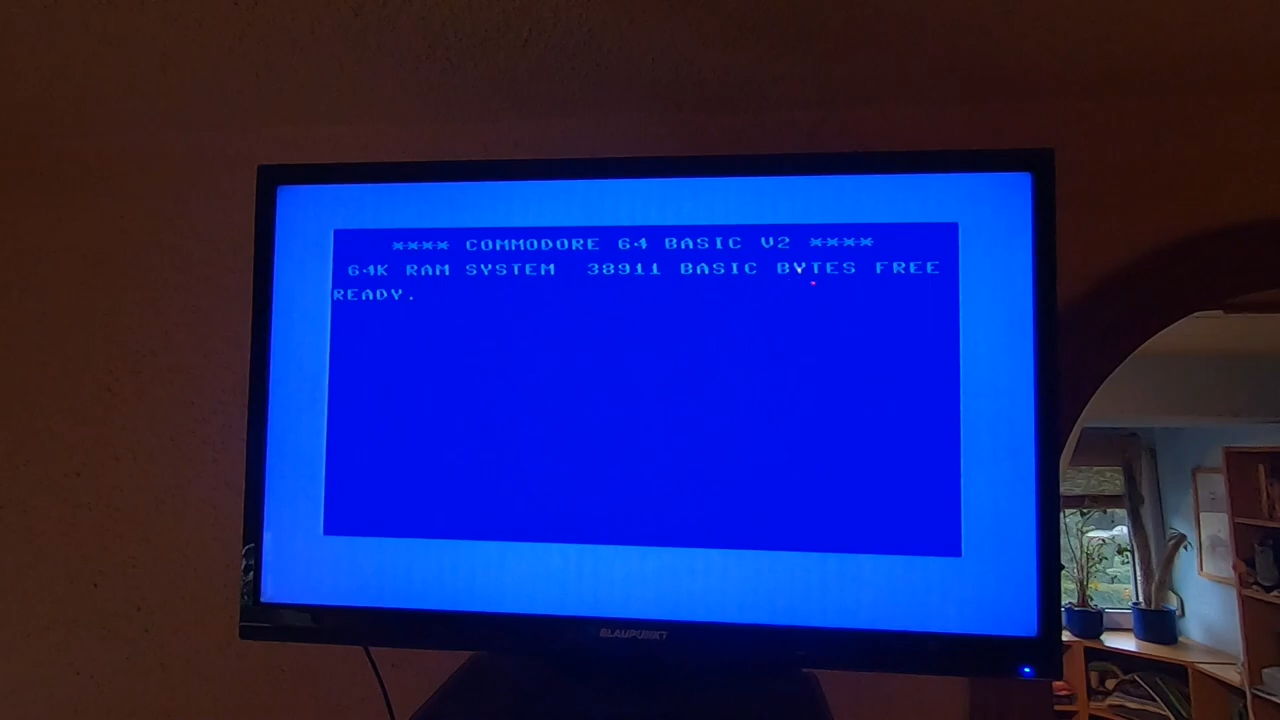 **** COMMODORE 64 BASIC V2 ****
64K RAM SYSTEM  38911 BASIC BYTES FREE
READY.
BLAUPUNKT